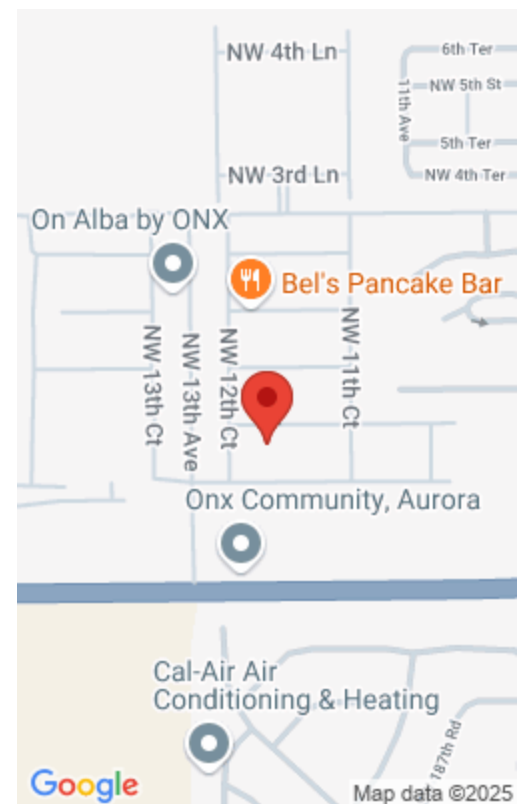 NW 4th Ln
6th Ter
NW 5th St
11th Ave
5th Ter
NW 3rd Ln
NW 4th Ter
On Alba by ONX
Bel's Pancake Bar
NW 13th Ct
NW 13th Ave
NW 12th Ct
NW 11th Ct
Onx Community, Aurora
Cal-Air Air
Conditioning & Heating
187th Rd
Google
Map data ©2025